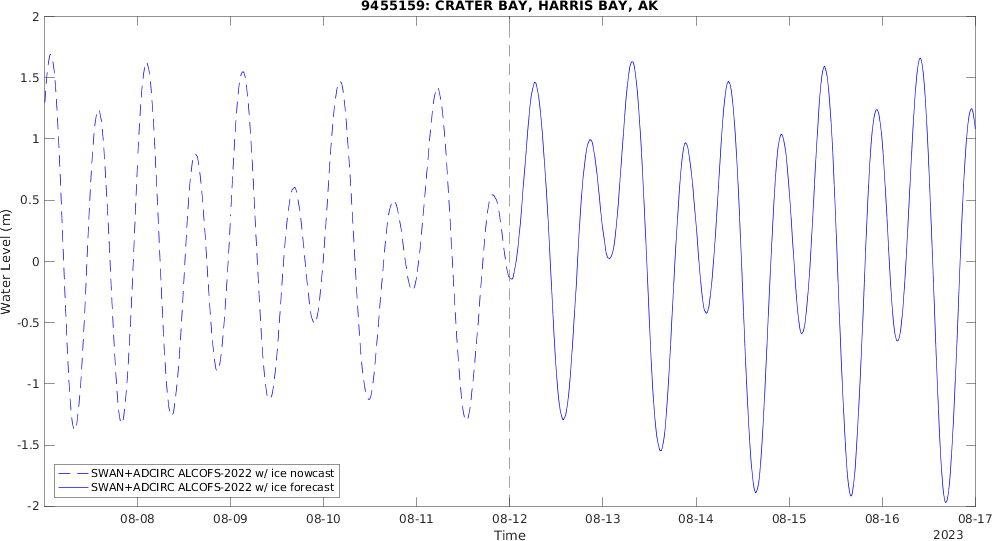 9455159: CRATER BAY, HARRIS BAY, AK
Water Level (m)
2
1.5
1
0.5
0
-0.5
-1
-1.5
-2
SWAN+ADCIRC ALCOFS-2022 w/ ice nowcast
SWAN+ADCIRC ALCOFS-2022 w/ ice forecast
08-08 08-09 08-10 08-11 08-12 08-13 08-14 08-15 08-16 08-17
Time
2023